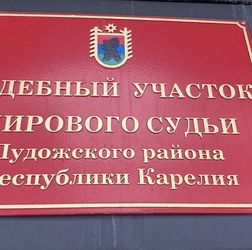 ДЕБНЫЙ УЧАСТОК
ИРОВОГО СУДЬИ
Пудожского района
еспублики Карелия